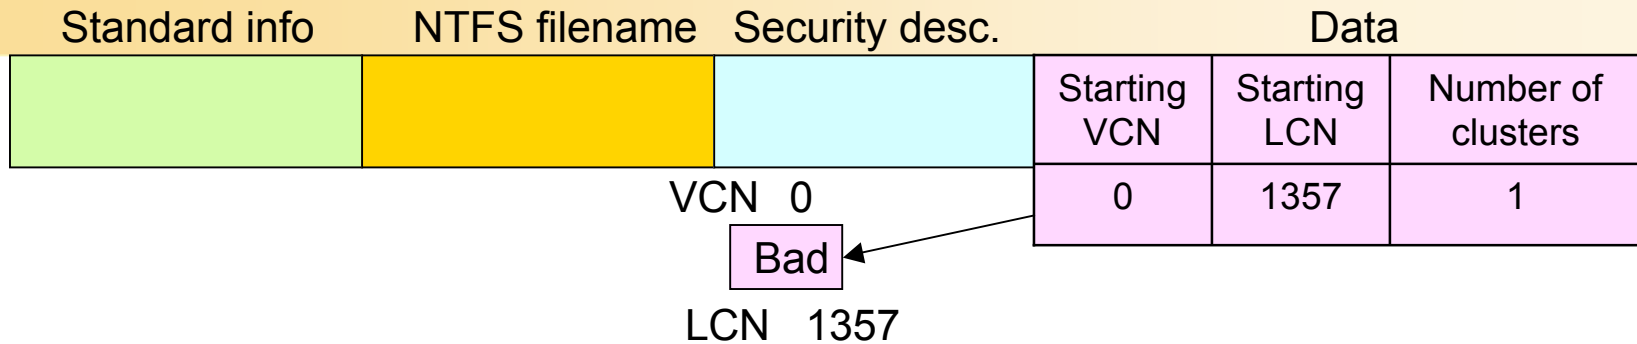 Standard info NTFS filename Security desc. Data
Starting VCN Starting LCN Number of clusters
0 1357 1
VCN 0
Bad
LCN 1357